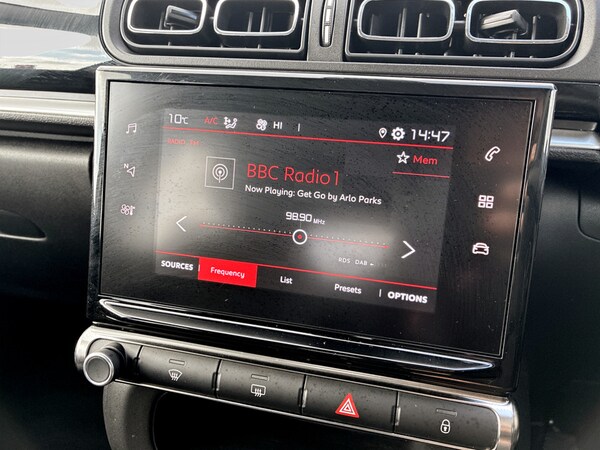 10°C A/C HI 14:47
Mem
BBC Radio 1
Now Playing: Get Go by Arlo Parks
98.90 MHz
RDS DAB
SOURCES Frequency List Presets OPTIONS
N